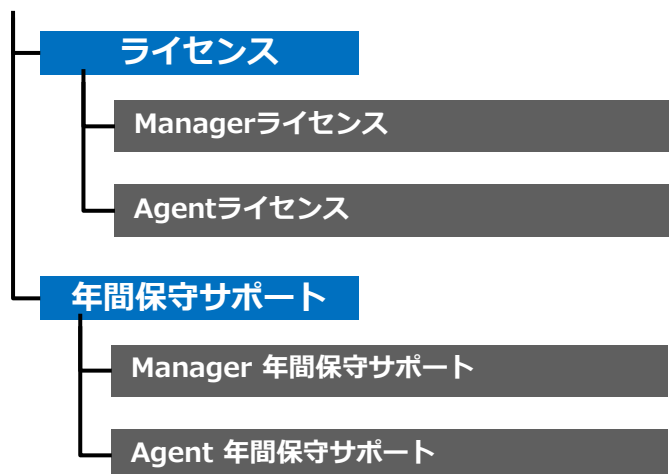 ライセンス
Managerライセンス
Agentライセンス
年間保守サポート
Manager 年間保守サポート
Agent 年間保守サポート